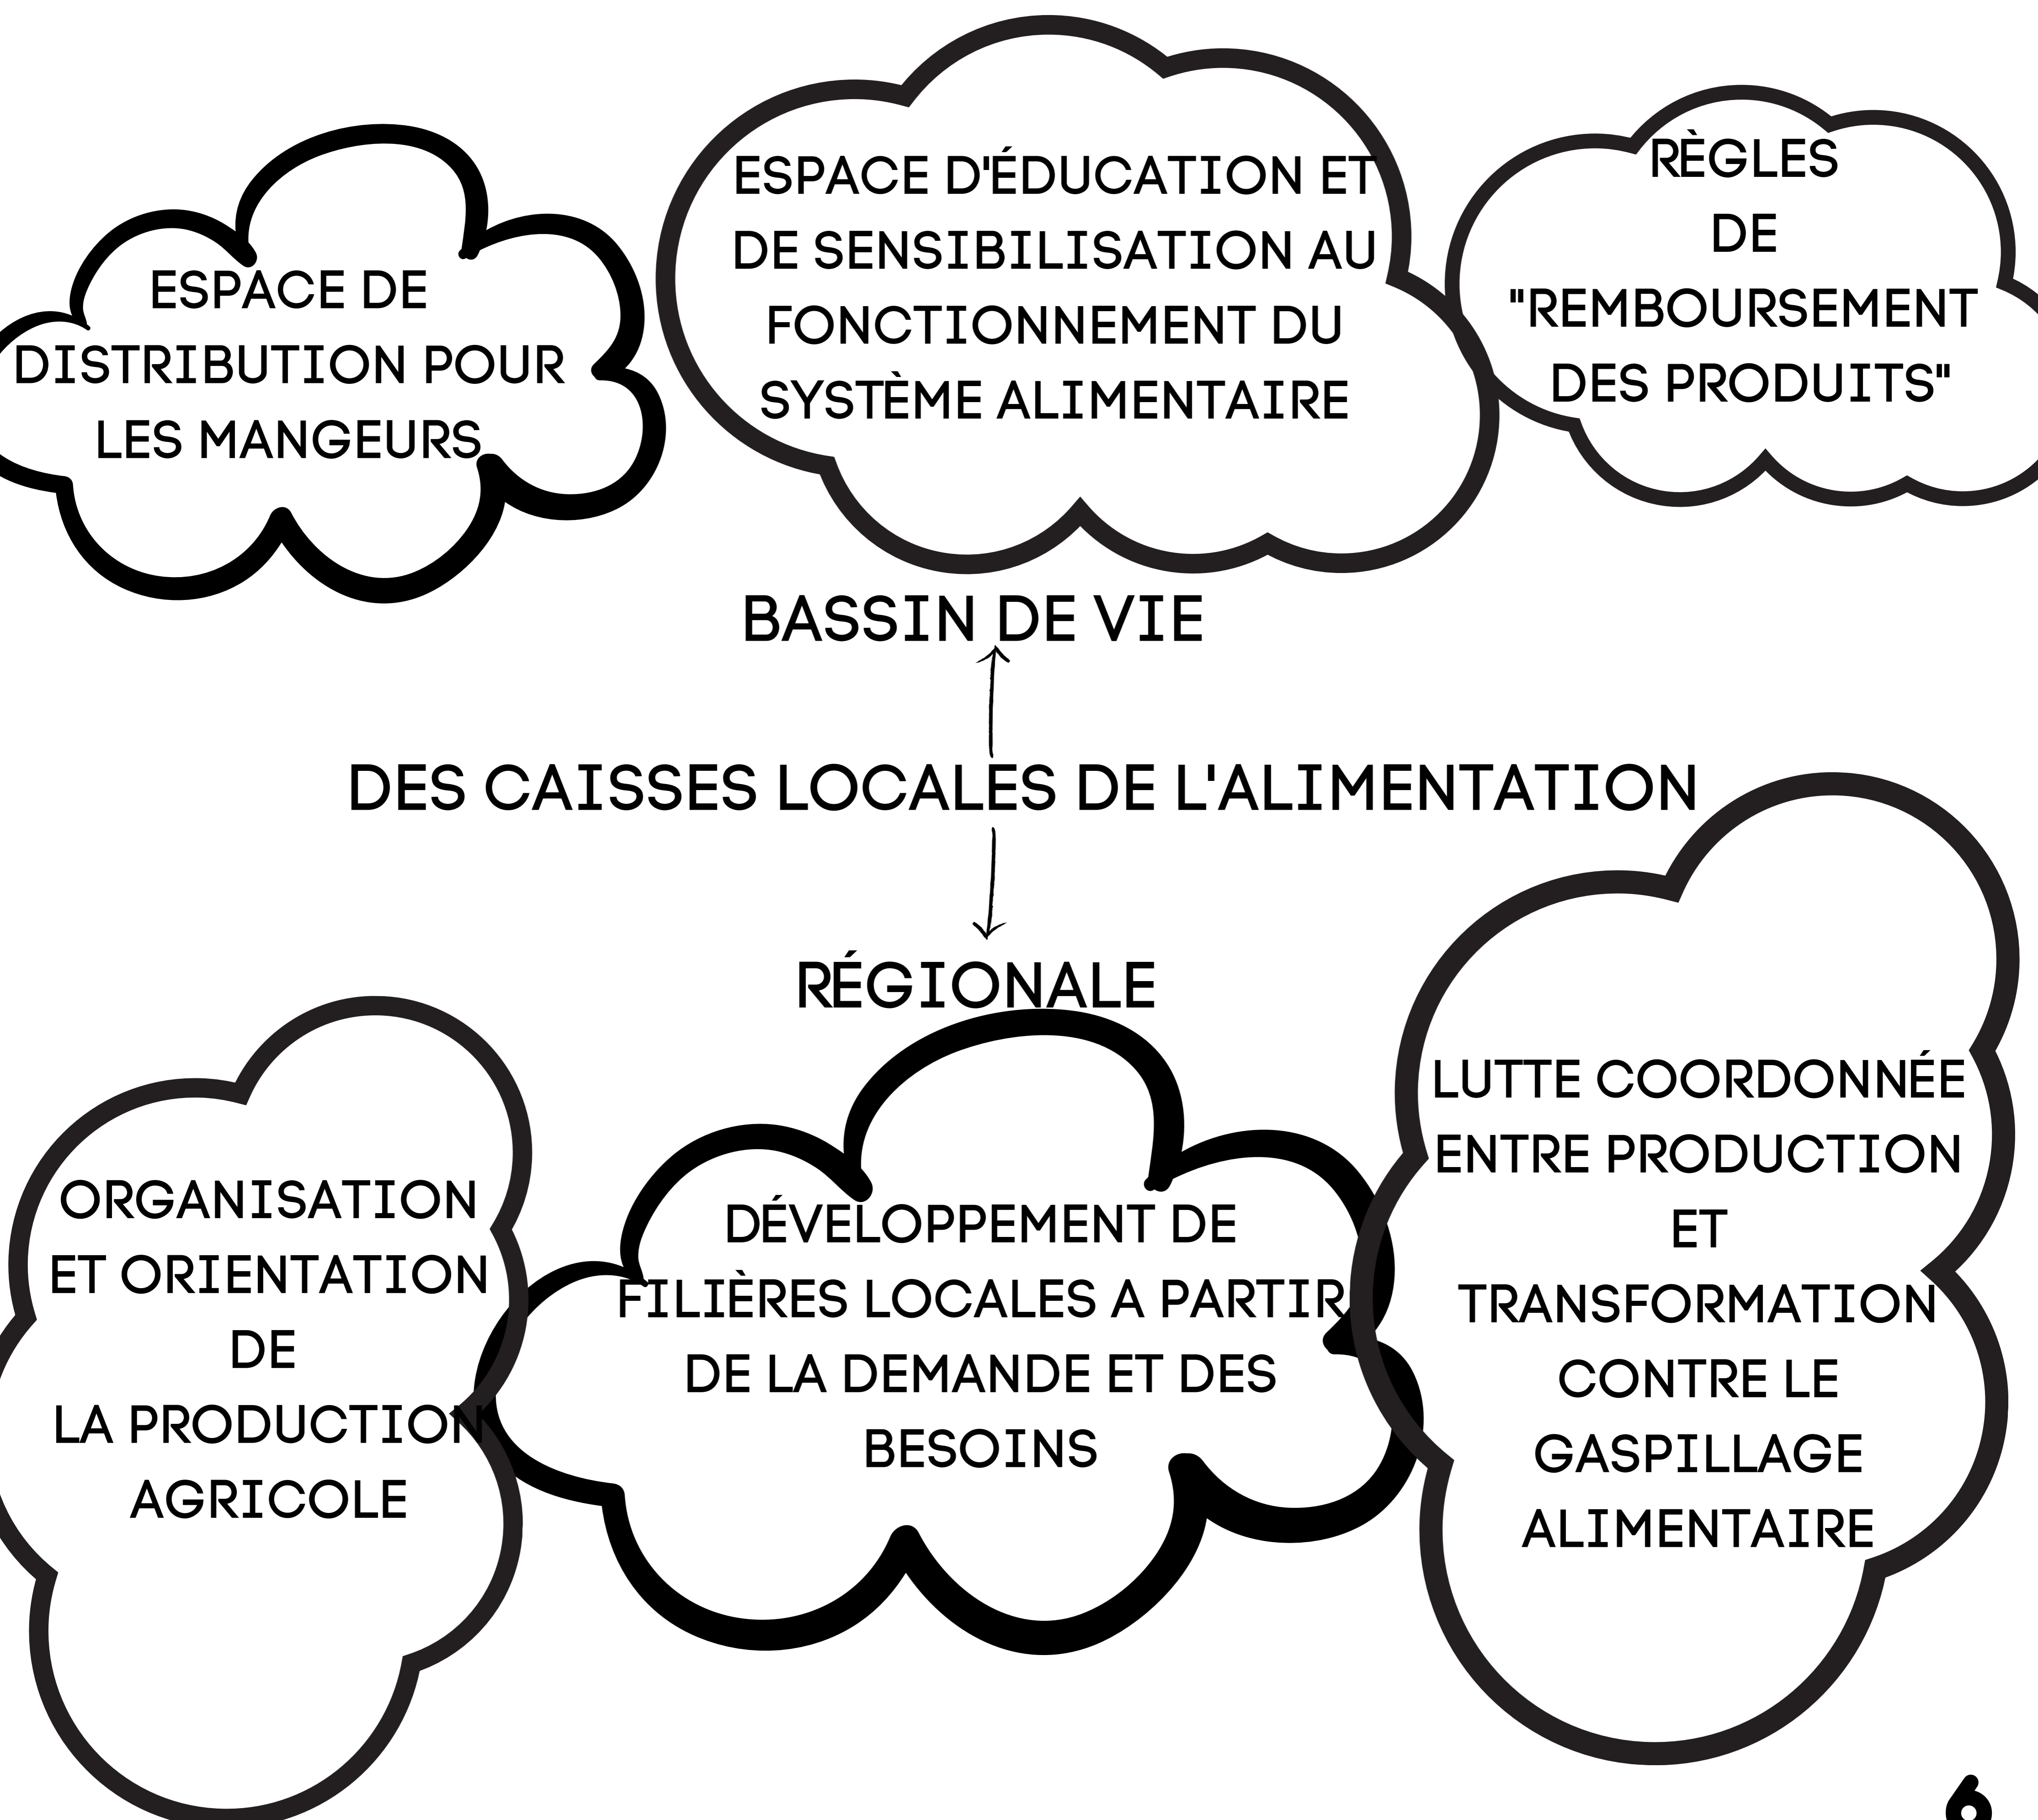 ESPACE DE
DISTRIBUTION POUR
LES MANGEURS
ESPACE D'ÉDUCATION ET
DE SENSIBILISATION AU
FONCTIONNEMENT DU
SYSTÈME ALIMENTAIRE
RÈGLES
DE
"REMBOURSEMENT
DES PRODUITS"
BASSIN DE VIE
DES CAISSES LOCALES DE L'ALIMENTATION
RÉGIONALE
ORGANISATION
ET ORIENTATION
DE
LA PRODUCTION
AGRICOLE
DÉVELOPPEMENT DE
FILIÈRES LOCALES A PARTIR
DE LA DEMANDE ET DES
BESOINS
LUTTE COORDONNÉE
ENTRE PRODUCTION
ET
TRANSFORMATION
CONTRE LE
GASPILLAGE
ALIMENTAIRE
6